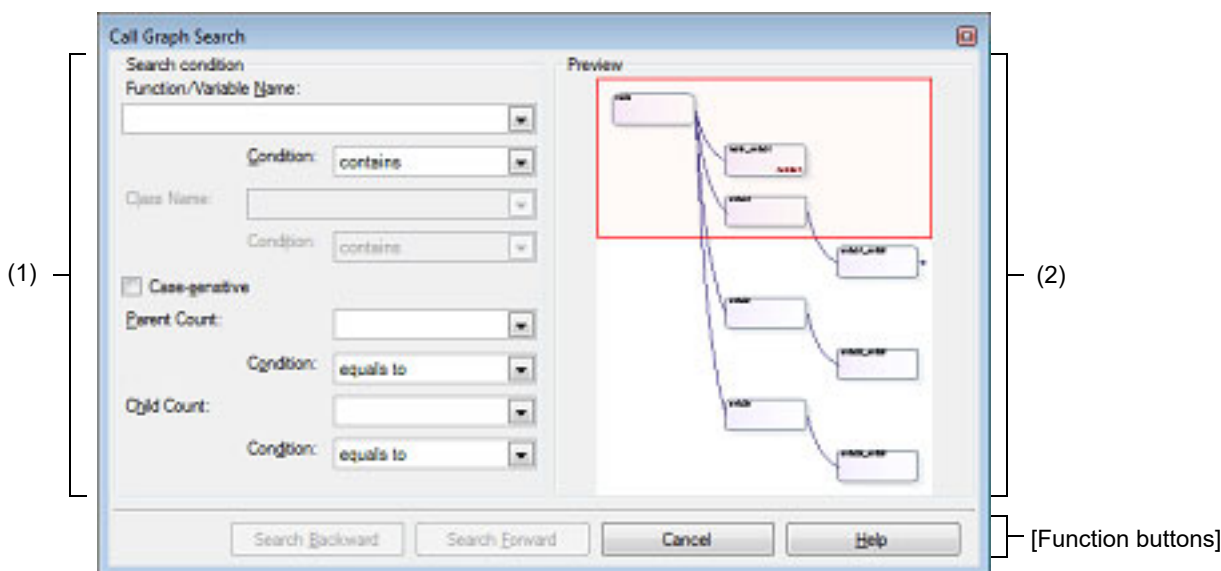 Call Graph Search
Search condition
Function/Variable Name:
Condition: contains
Class Name:
Condition: contains
Case-gensitive
Parent Count:
Condition: equals to
Child Count:
Condition: equals to
Preview
Search Backward
Search Forward
Cancel
Help
(1)
(2)
[Function buttons]